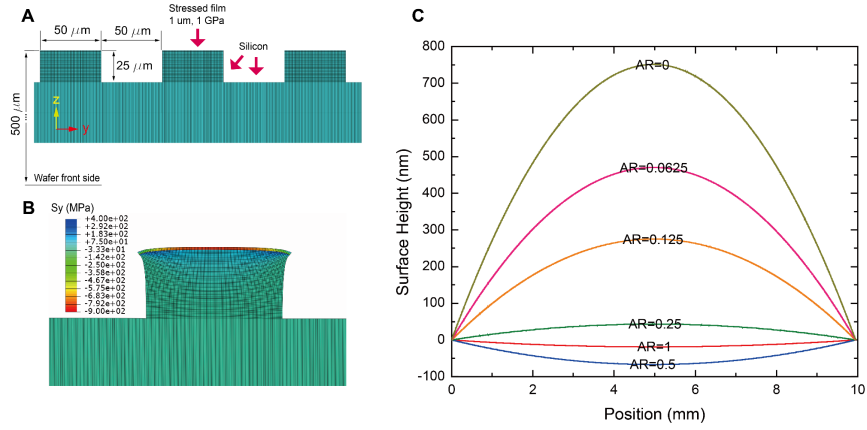 A
Stressed film
1 um, 1 GPa
50 μm
50 μm
Silicon
25 μm
500 μm
z
y
Wafer front side
B
Sy (MPa)
+4.00e+02
+2.92e+02
+1.83e+02
+7.50e+01
-3.33e+01
-1.42e+02
-2.50e+02
-3.58e+02
-4.67e+02
-5.75e+02
-6.83e+02
-7.92e+02
-9.00e+02
C
Surface Height (nm)
800
700
600
500
400
300
200
100
0
-100
AR=0
AR=0.0625
AR=0.125
AR=0.25
AR=1
AR=0.5
0 2 4 6 8 10
Position (mm)